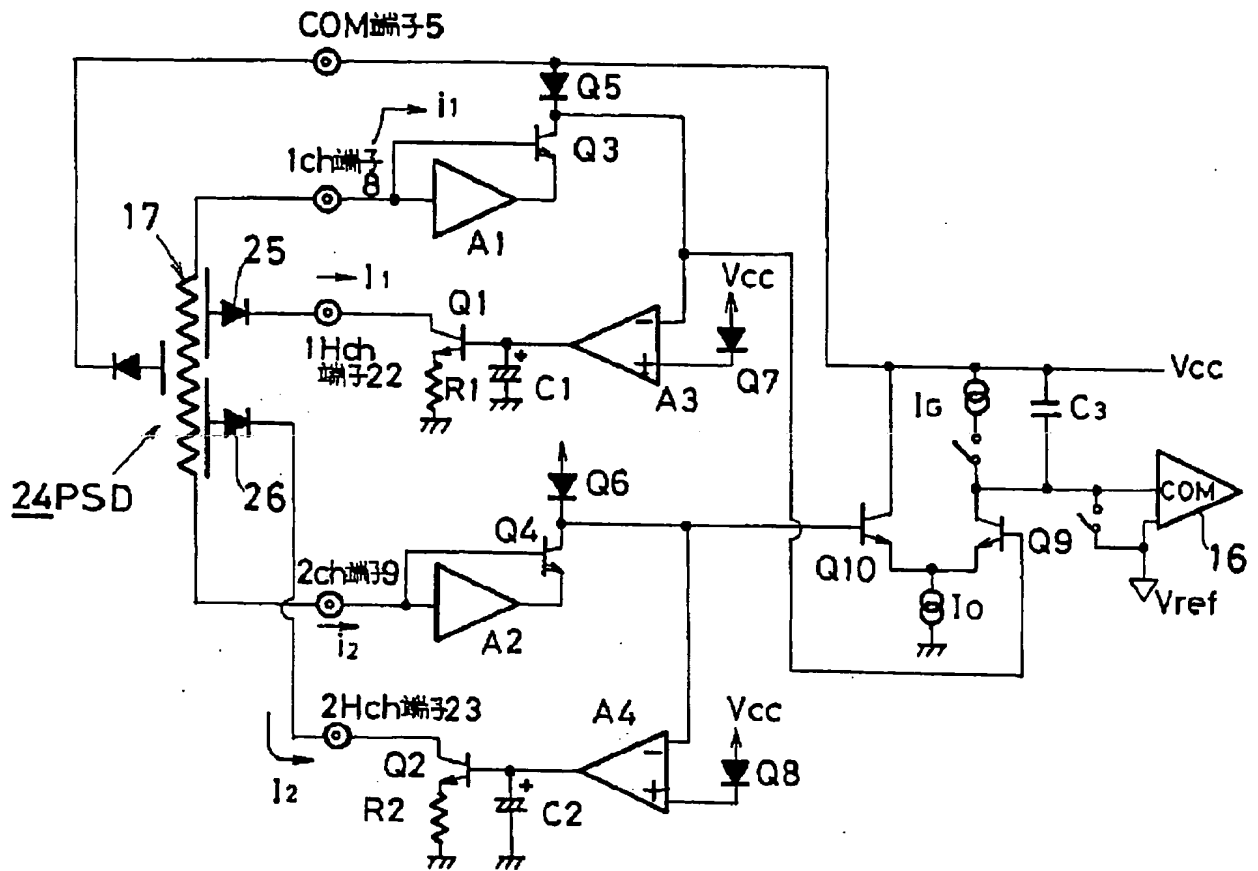 COM端子5
Q5
i1
Q3
1ch端子
8
A1
17
25
I1
Q1
Vcc
1Hch
端子22
R1
C1
+
−
+
A3
Q7
Vcc
IG
C3
24PSD
26
Q6
Q4
COM
Q10
Q9
16
2ch端子9
i2
A2
Io
Vref
2Hch端子23
A4
Vcc
I2
Q2
−
+
Q8
R2
+
C2